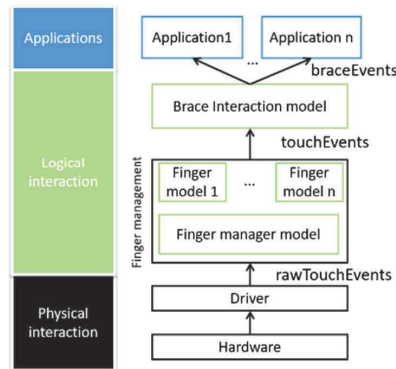 Applications
Application1
...
Application n
braceEvents
Logical
interaction
Brace Interaction model
touchEvents
Finger management
Finger
model 1
...
Finger
model n
Finger manager model
rawTouchEvents
Physical
interaction
Driver
Hardware